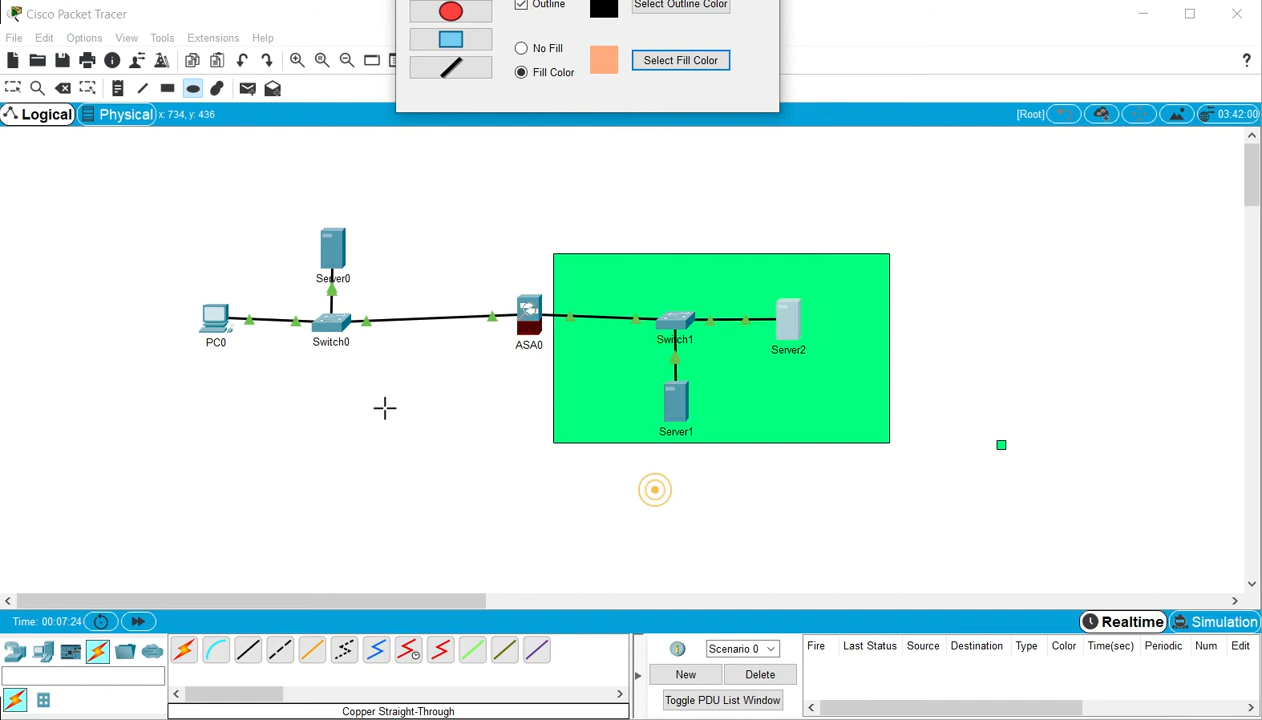 Cisco Packet Tracer
Outline
Select Outline Color
File Edit Options View Tools Extensions Help
No Fill
Fill Color
Select Fill Color
?
Logical Physical x: 734, y: 436
[Root] 03:42:00
Server0
PC0
Switch0
ASA0
Switch1
Server2
Server1
Time: 00:07:24
Realtime Simulation
Scenario 0
Fire Last Status Source Destination Type Color Time(sec) Periodic Num Edit
New Delete
Toggle PDU List Window
Copper Straight-Through